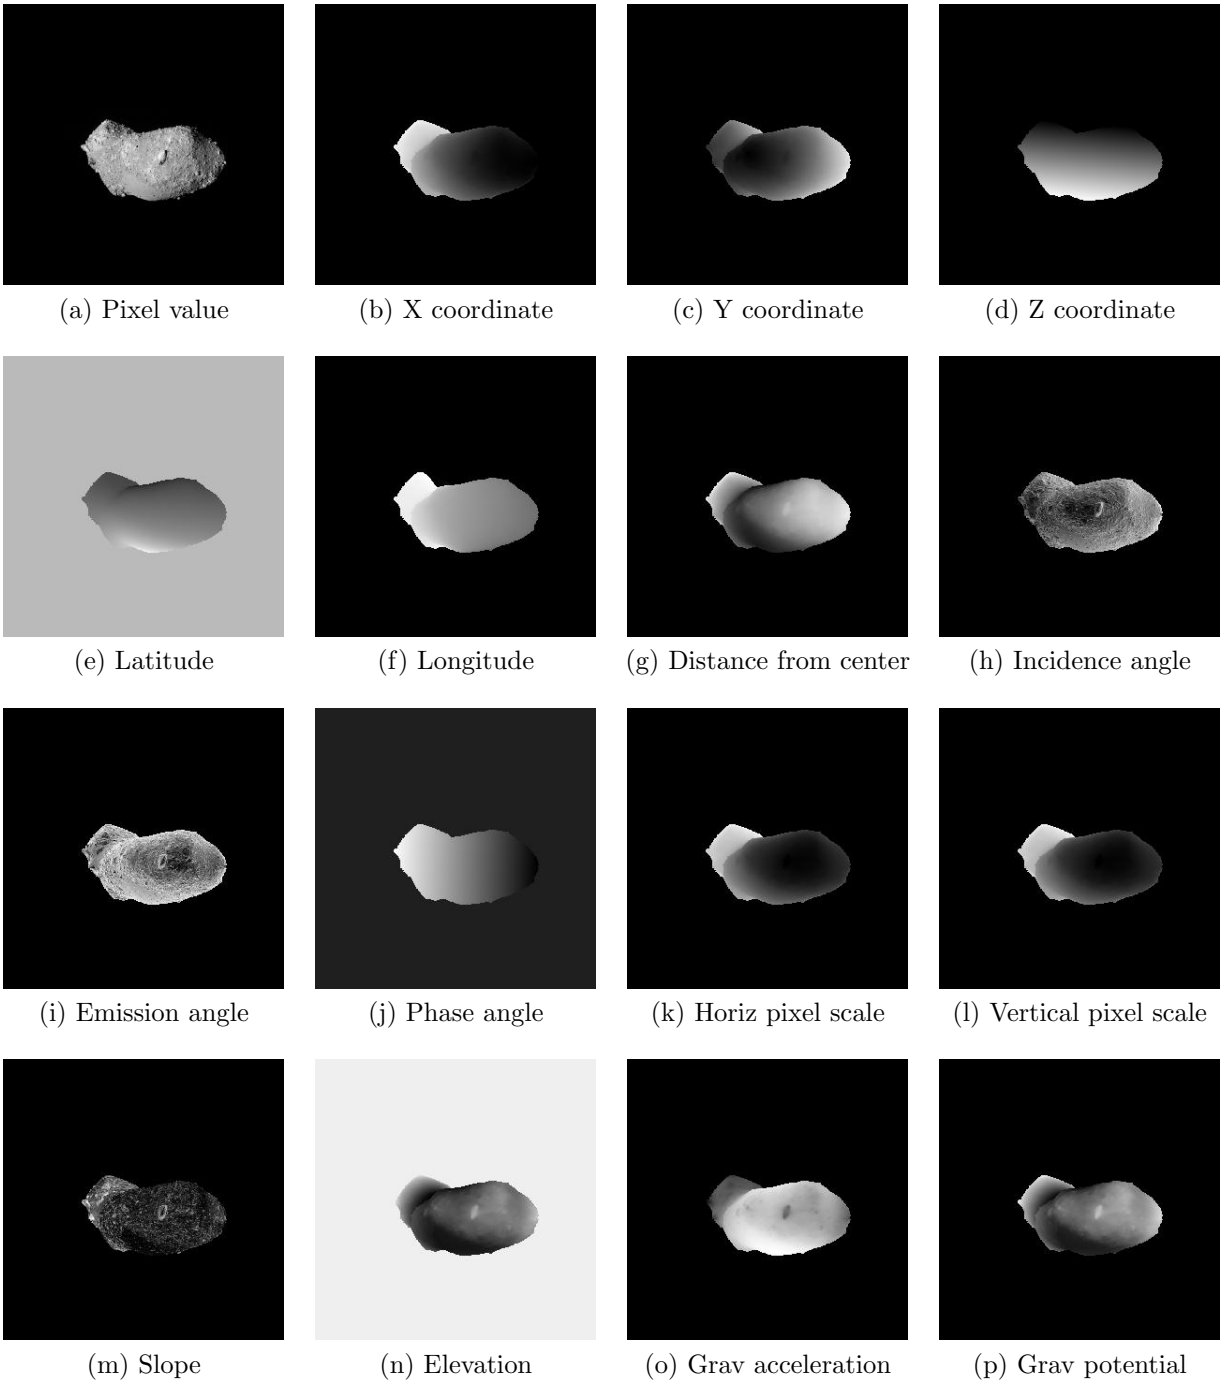 (a) Pixel value
(b) X coordinate
(c) Y coordinate
(d) Z coordinate
(e) Latitude
(f) Longitude
(g) Distance from center
(h) Incidence angle
(i) Emission angle
(j) Phase angle
(k) Horiz pixel scale
(l) Vertical pixel scale
(m) Slope
(n) Elevation
(o) Grav acceleration
(p) Grav potential